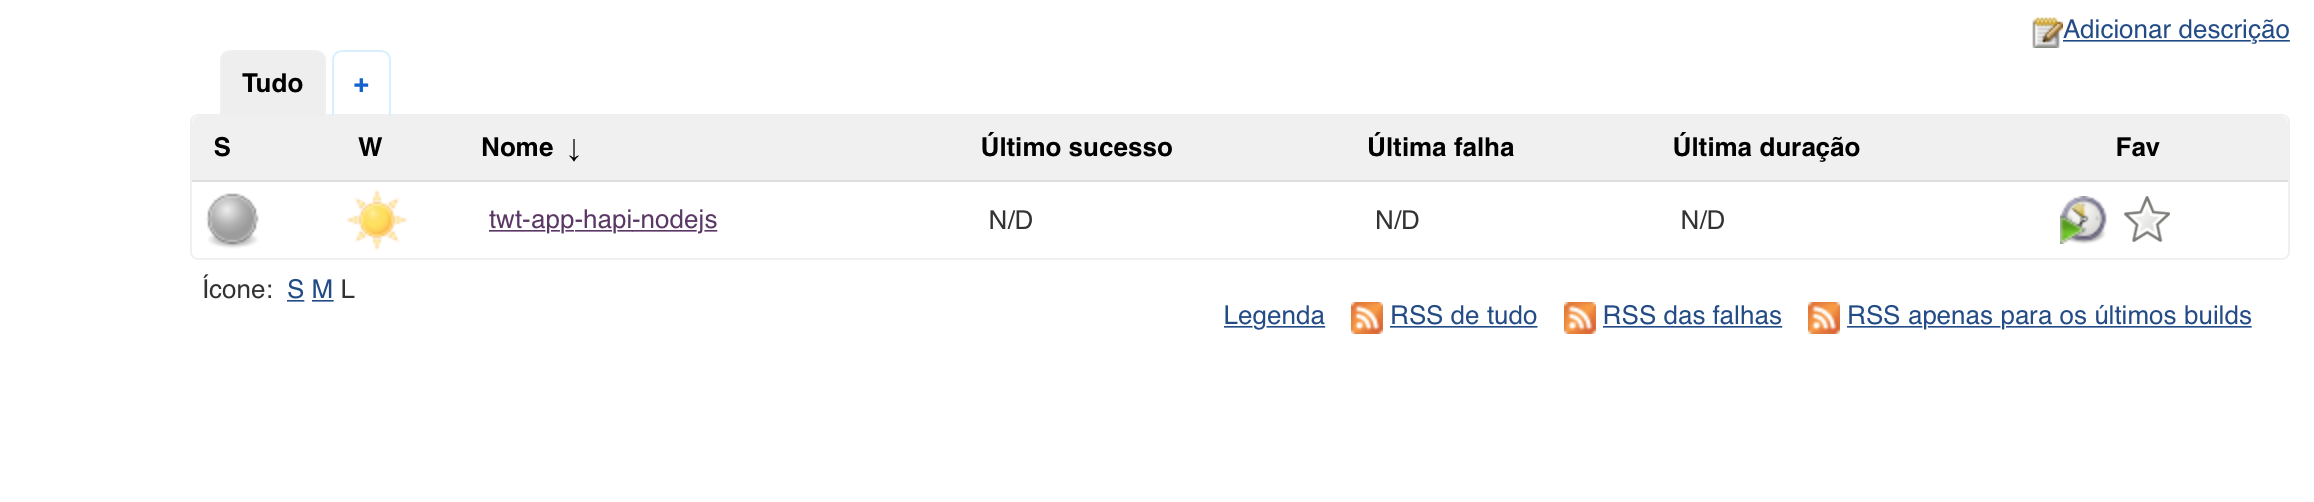 Adicionar descrição
Tudo +
S W Nome ↓ Último sucesso Última falha Última duração Fav
twt-app-hapi-nodejs N/D N/D N/D
Ícone: S M L
Legenda RSS de tudo RSS das falhas RSS apenas para os últimos builds